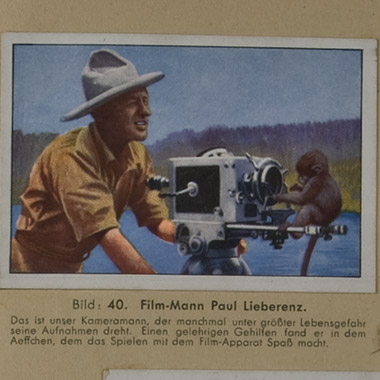 Bild: 40. Film-Mann Paul Lieberenz.
Das ist unser Kameramann, der manchmal unter größter Lebensgefahr
seine Aufnahmen dreht. Einen gelehrigen Gehilfen fand er in dem
Aeffchen, dem das Spielen mit dem Film-Apparat Spaß macht.